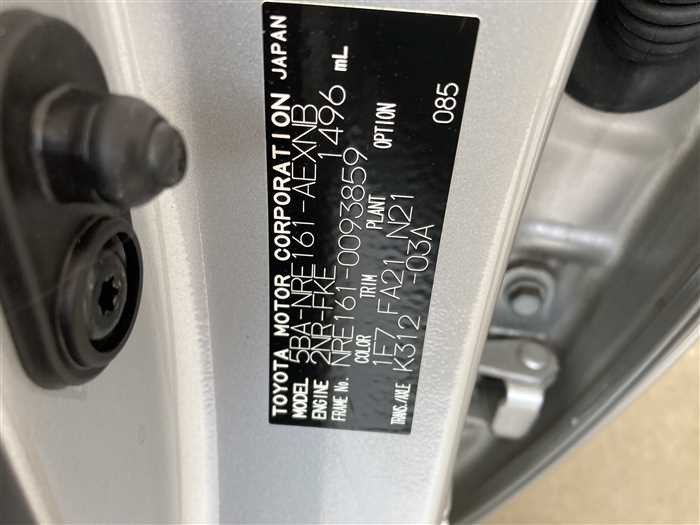 TOYOTA MOTOR CORPORATION JAPAN
MODEL 5BA-NRE161-AEXNB
ENGINE 2NR-FKE 1496 mL
FRAME No. NRE161-0093859
COLOR TRIM PLANT OPTION
1E7 FA21 N21
TRANS./AXLE K312 -03A
085